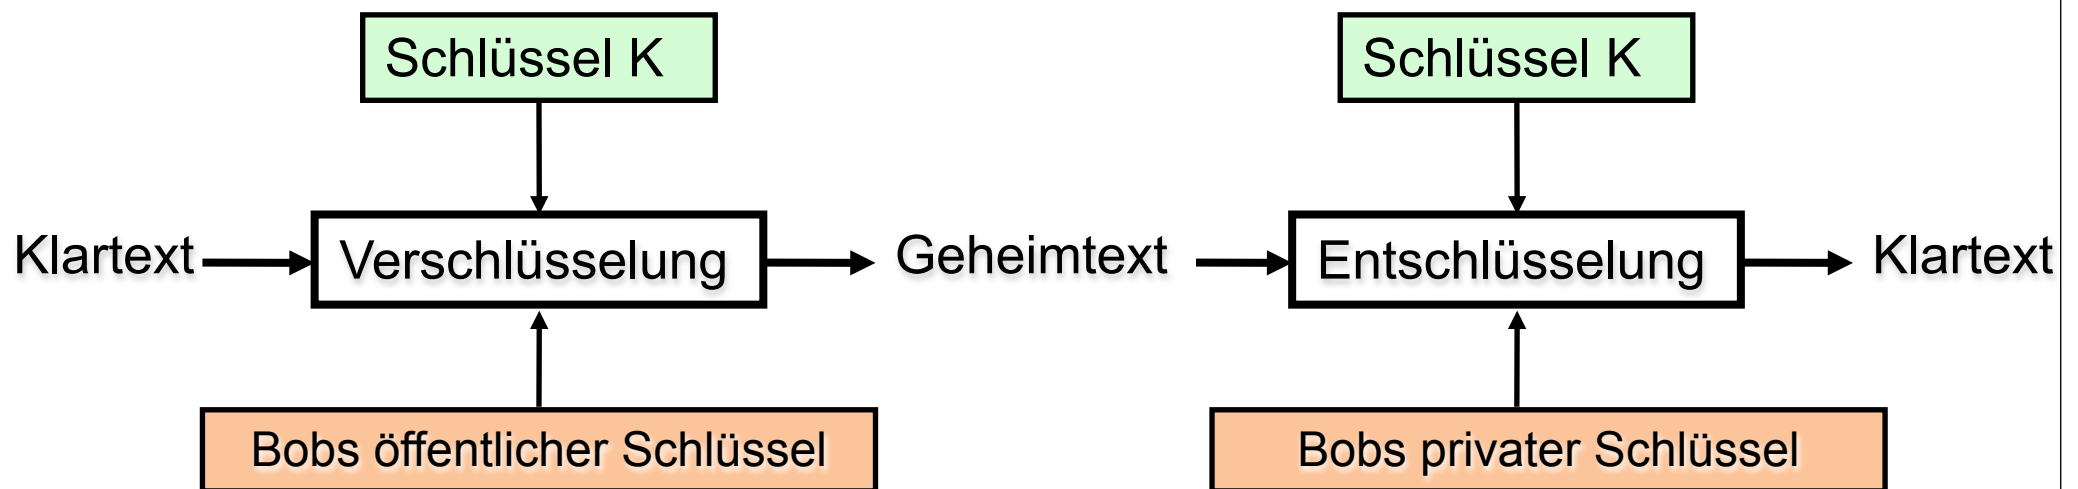 Schlüssel K
Schlüssel K
Klartext
Verschlüsselung
Geheimtext
Entschlüsselung
Klartext
Bobs öffentlicher Schlüssel
Bobs privater Schlüssel